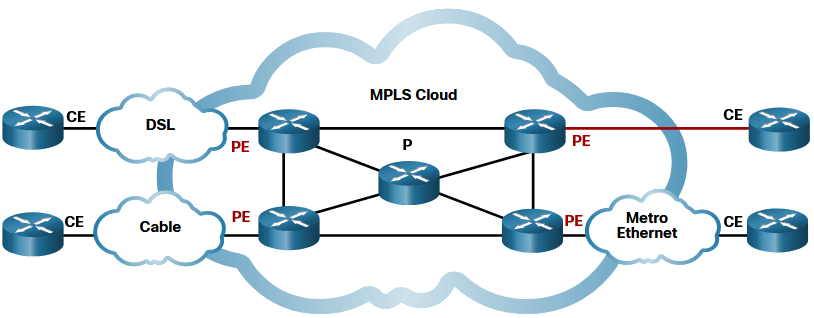 MPLS Cloud
CE
DSL
PE
P
PE
CE
CE
Cable
PE
PE
Metro
Ethernet
CE